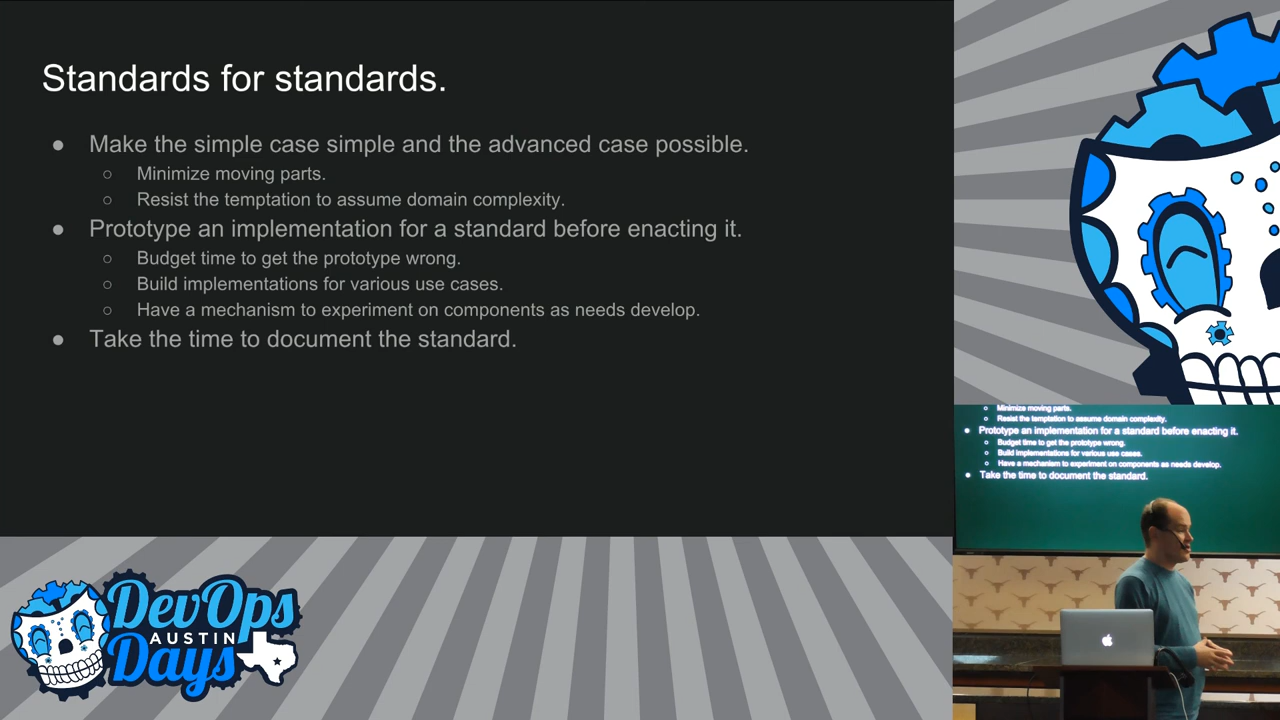 Standards for standards.
● Make the simple case simple and the advanced case possible.
○ Minimize moving parts.
○ Resist the temptation to assume domain complexity.
● Prototype an implementation for a standard before enacting it.
○ Budget time to get the prototype wrong.
○ Build implementations for various use cases.
○ Have a mechanism to experiment on components as needs develop.
● Take the time to document the standard.
○ Minimize moving parts.
○ Resist the temptation to assume domain complexity.
● Prototype an implementation for a standard before enacting it.
○ Budget time to get the prototype wrong.
○ Build implementations for various use cases.
○ Have a mechanism to experiment on components as needs develop.
● Take the time to document the standard.
DevOps
AUSTIN
Days